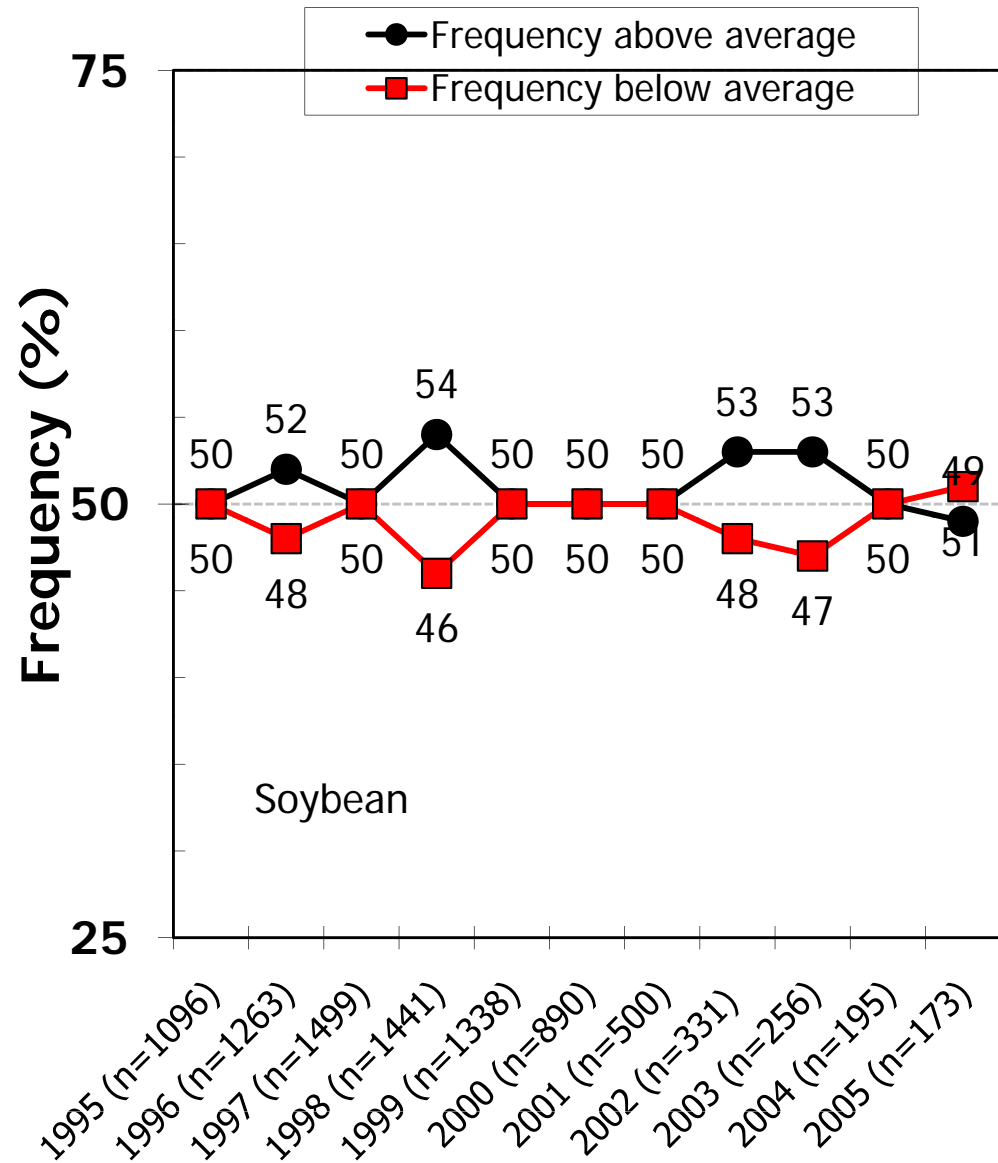 Frequency above average
Frequency below average
75
50
25
Frequency (%)
50 52 50 54 50 50 50 53 53 50 49
50 48 50 46 50 50 50 48 47 50 51
Soybean
1995 (n=1096)
1996 (n=1263)
1997 (n=1499)
1998 (n=1441)
1999 (n=1338)
2000 (n=890)
2001 (n=500)
2002 (n=331)
2003 (n=256)
2004 (n=195)
2005 (n=173)